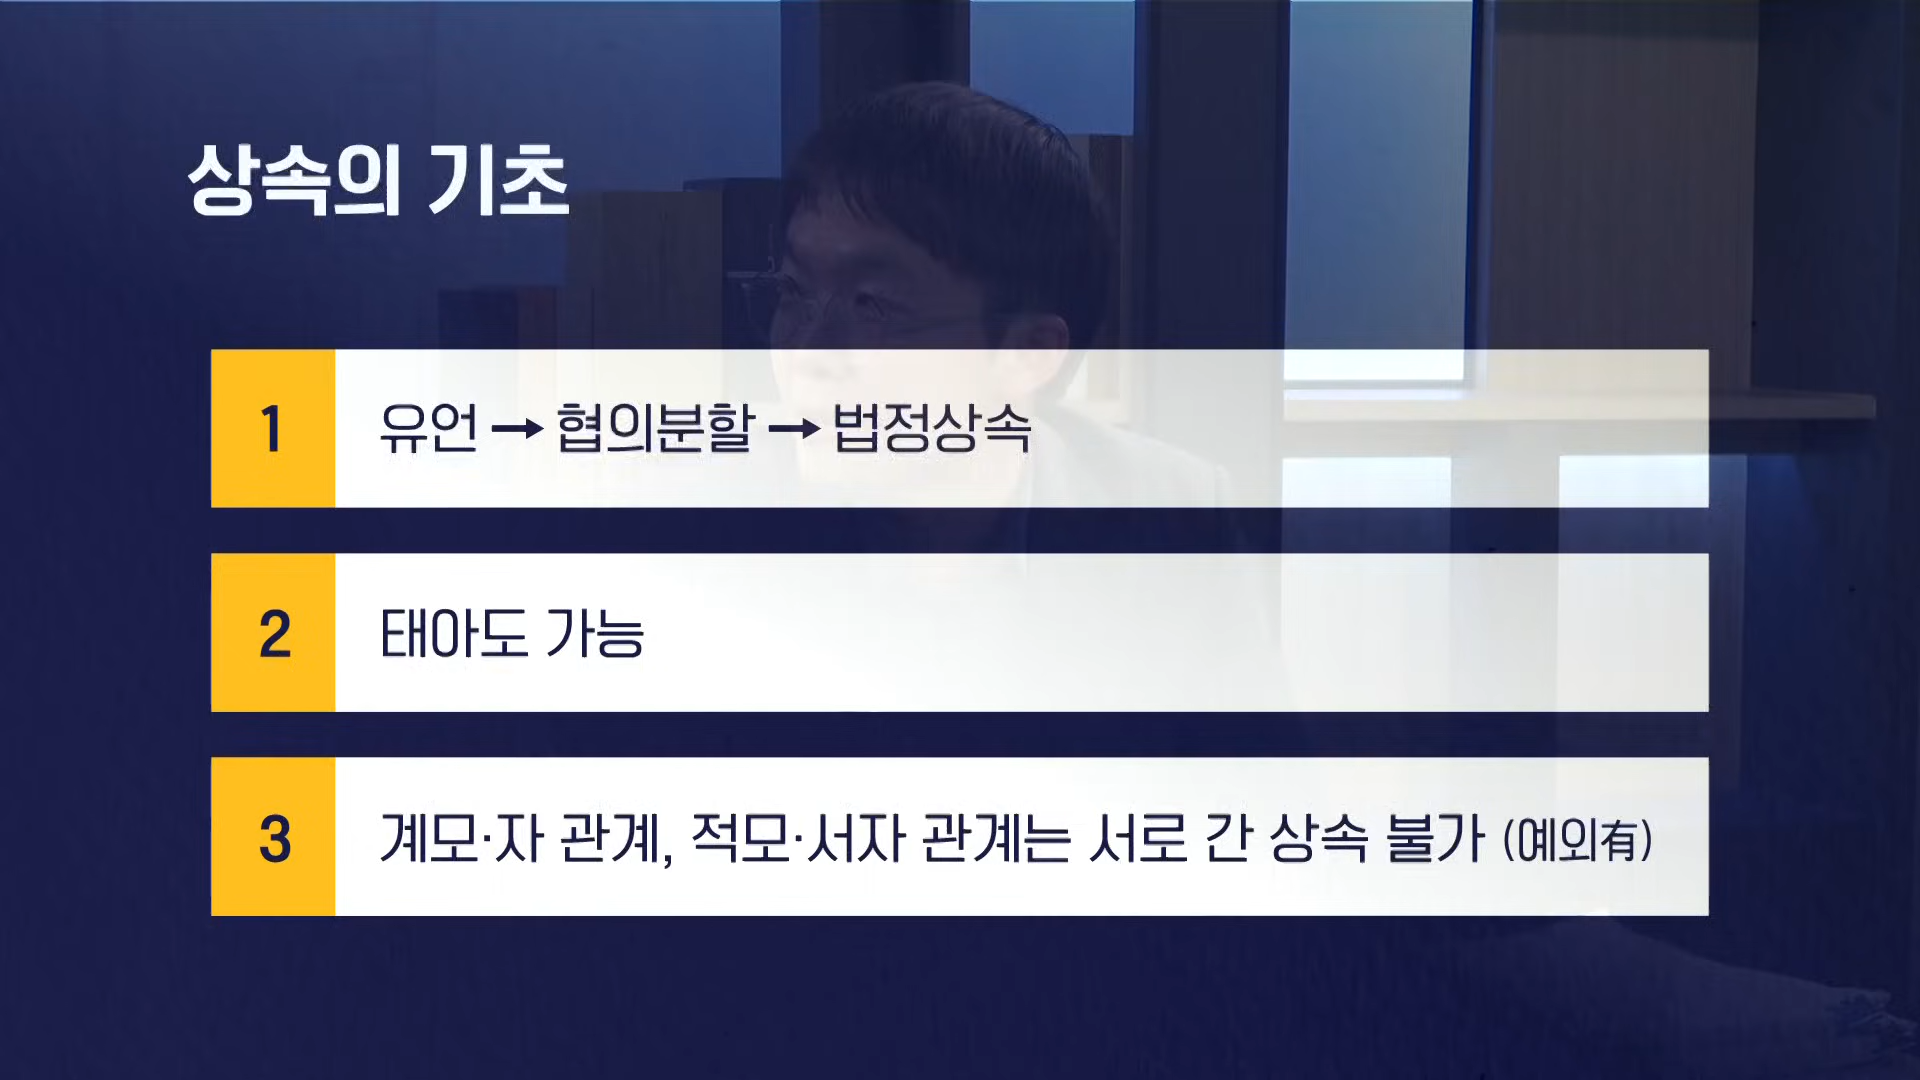 상속의 기초
1 유언 → 협의분할 → 법정상속
2 태아도 가능
3 계모·자 관계, 적모·서자 관계는 서로 간 상속 불가 (예외有)